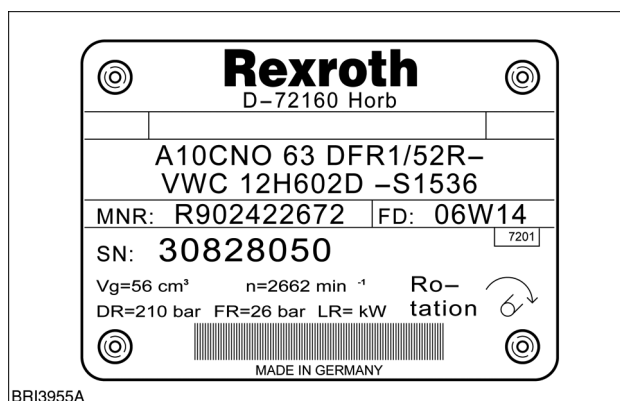 Rexroth
D–72160 Horb
A10CNO 63 DFR1/52R–
VWC 12H602D –S1536
MNR: R902422672 FD: 06W14
7201
SN: 30828050
Vg=56 cm³ n=2662 min ⁻¹ Ro–
DR=210 bar FR=26 bar LR= kW tation
MADE IN GERMANY
BRI3955A